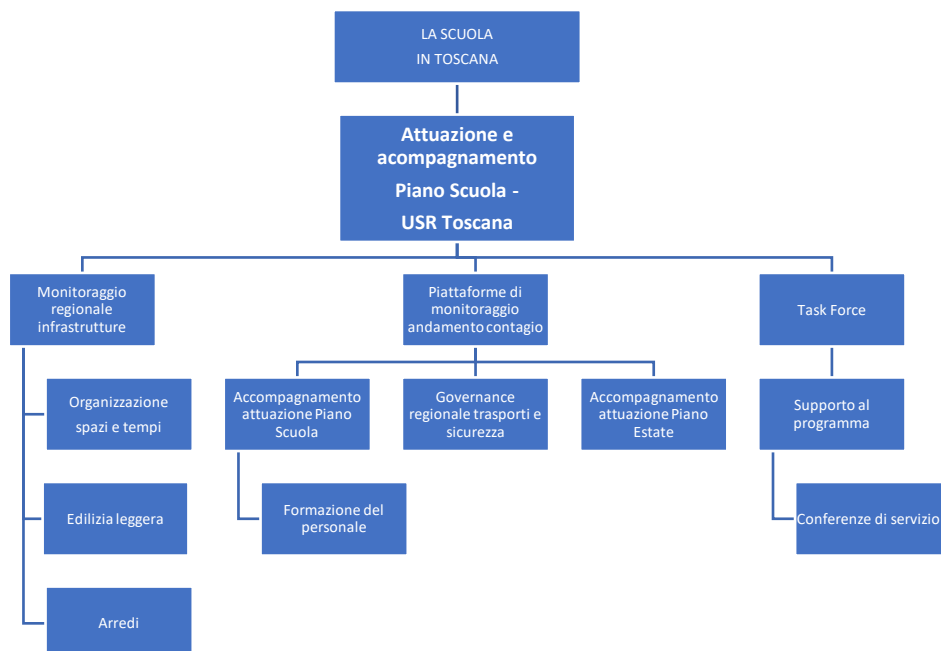 LA SCUOLA
IN TOSCANA
Attuazione e
acompagnamento
Piano Scuola -
USR Toscana
Monitoraggio
regionale
infrastrutture
Piattaforme di
monitoraggio
andamento contagio
Task Force
Organizzazione
spazi e tempi
Accompagnamento
attuazione Piano
Scuola
Governance
regionale trasporti e
sicurezza
Accompagnamento
attuazione Piano
Estate
Supporto al
programma
Edilizia leggera
Formazione del
personale
Conferenze di servizio
Arredi